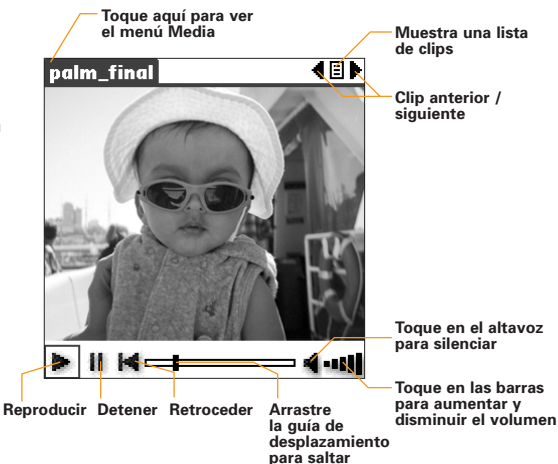 Toque aquí para ver
el menú Media
Muestra una lista
de clips
palm_final
Clip anterior /
siguiente
Toque en el altavoz
para silenciar
Toque en las barras
para aumentar y
disminuir el volumen
Reproducir
Detener
Retroceder
Arrastre
la guía de
desplazamiento
para saltar